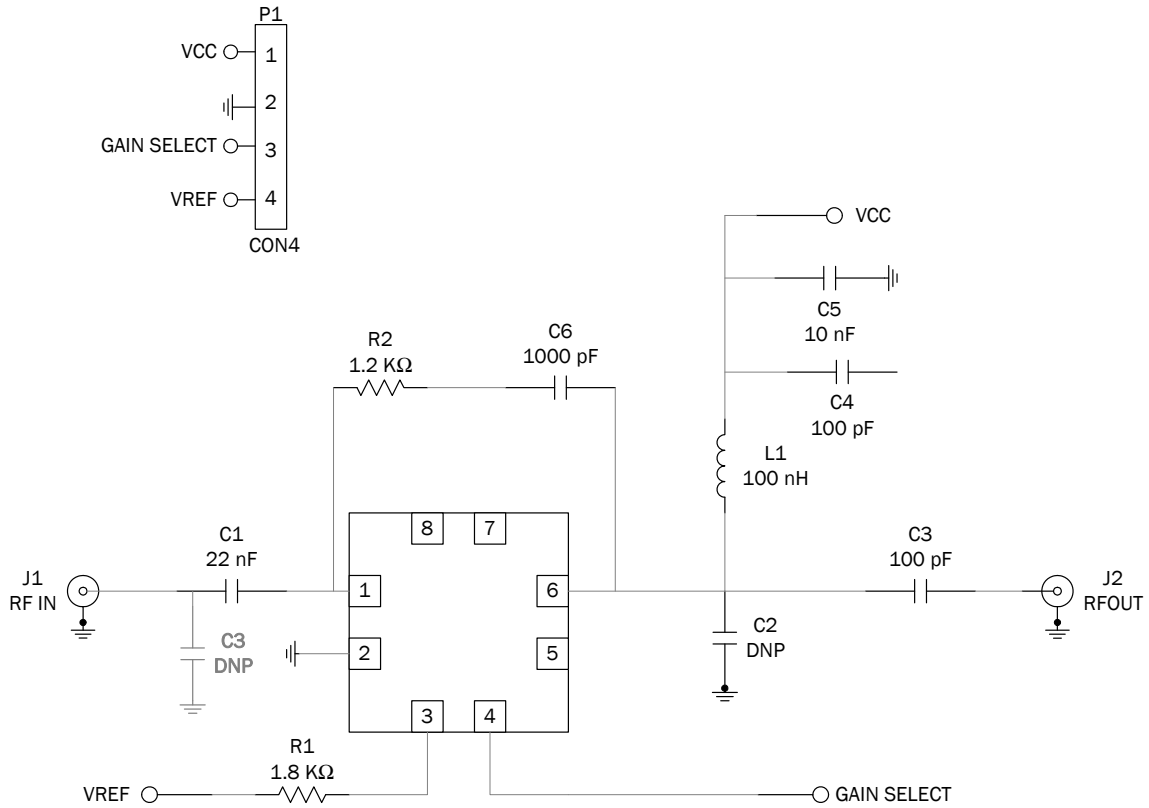 P1
VCC
1
2
GAIN SELECT
3
VREF
4
CON4
VCC
C5
10 nF
R2
1.2 KΩ
C6
1000 pF
C4
100 pF
L1
100 nH
8
7
C1
22 nF
C3
100 pF
J1
RF IN
1
6
J2
RFOUT
C3
DNP
2
5
C2
DNP
3
4
R1
1.8 KΩ
VREF
GAIN SELECT